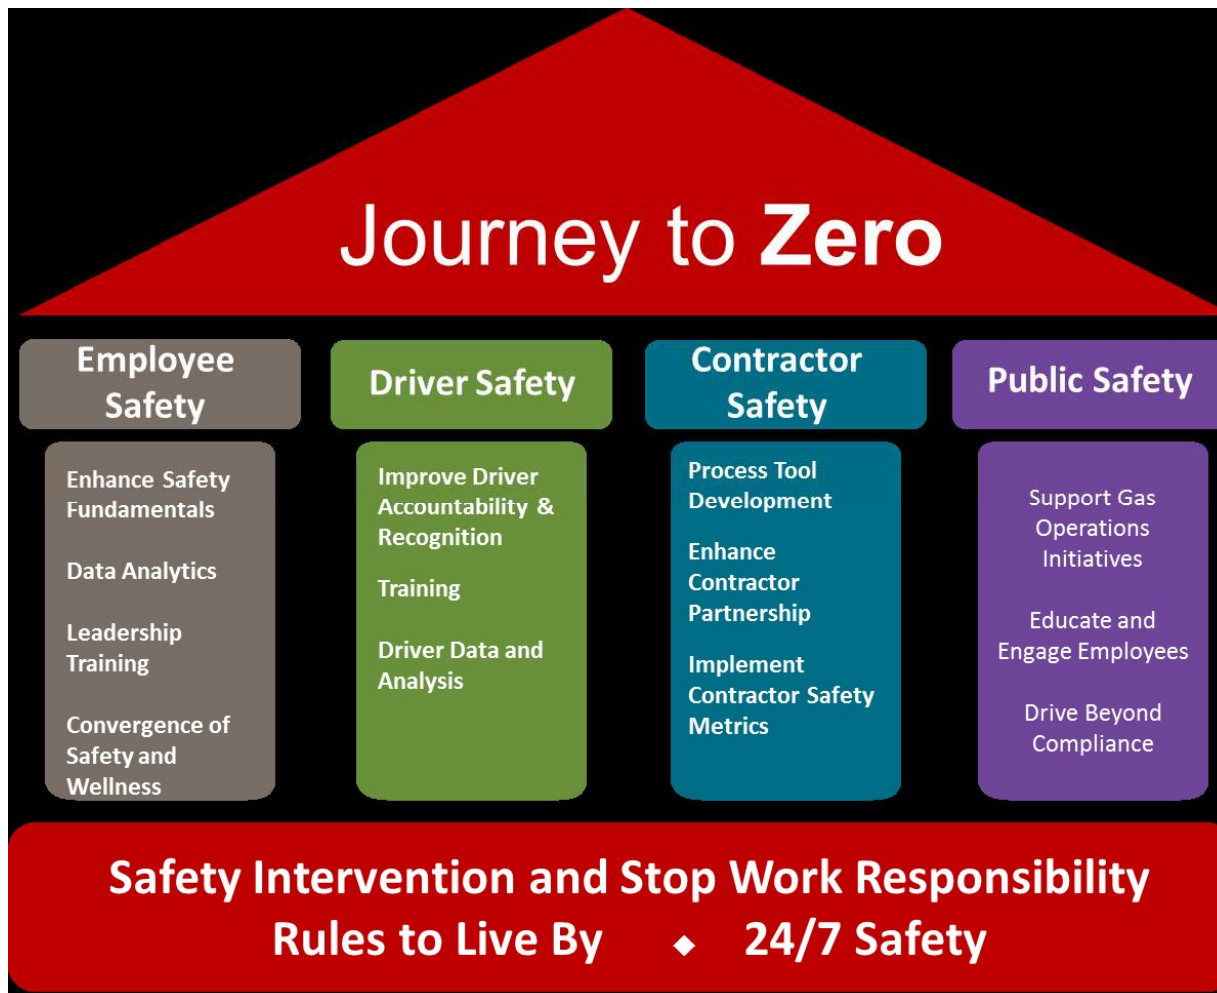 Journey to Zero
Employee
Safety
Enhance Safety
Fundamentals
Data Analytics
Leadership
Training
Convergence of
Safety and
Wellness
Driver Safety
Improve Driver
Accountability &
Recognition
Training
Driver Data and
Analysis
Contractor
Safety
Process Tool
Development
Enhance
Contractor
Partnership
Implement
Contractor Safety
Metrics
Public Safety
Support Gas
Operations
Initiatives
Educate and
Engage Employees
Drive Beyond
Compliance
Safety Intervention and Stop Work Responsibility
Rules to Live By ◆ 24/7 Safety